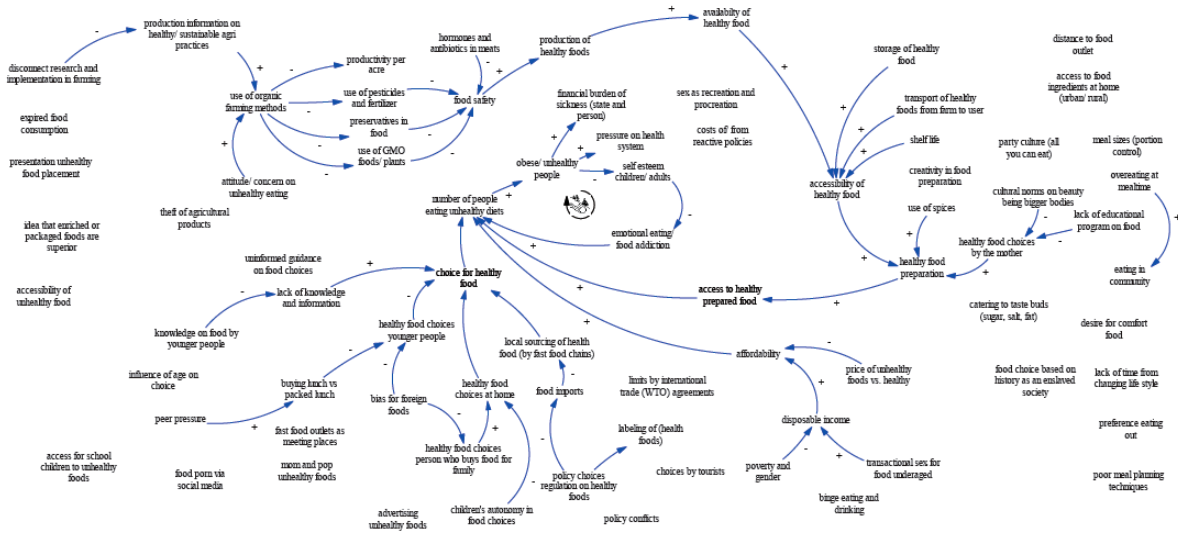 production information on
healthy/ sustainable agri
practices
disconnect research and
implementation in farming
expired food
consumption
presentation unhealthy
food placement
idea that enriched or
packaged foods are
superior
accessibility of
unhealthy food
use of organic
farming methods
attitude/ concern on
unhealthy eating
theft of agricultural
products
productivity per
acre
use of pesticides
and fertilizer
preservatives in
food
use of GMO
foods/ plants
hormones and
antibiotics in meats
food safety
production of
healthy foods
availabilty of
healthy food
financial burden of
sickness (state and
person)
pressure on health
system
self esteem
children/ adults
obese/ unhealthy
people
number of people
eating unhealthy diets
emotional eating/
food addiction
sex as recreation and
procreation
costs of from
reactive policies
storage of healthy
food
transport of healthy
foods from farm to user
shelf life
accessibility of
healthy food
creativity in food
preparation
use of spices
healthy food
preparation
distance to food
outlet
access to food
ingredients at home
(urban/ rural)
party culture (all
you can eat)
meal sizes (portion
control)
overeating at
mealtime
cultural norms on beauty
being bigger bodies
lack of educational
program on food
healthy food choices
by the mother
eating in
community
catering to taste buds
(sugar, salt, fat)
desire for comfort
food
uninformed guidance
on food choices
lack of knowledge
and information
choice for healthy
food
access to healthy
prepared food
knowledge on food by
younger people
healthy food choices
younger people
local sourcing of health
food (by fast food chains)
affordability
price of unhealthy
foods vs. healthy
food choice based on
history as an enslaved
society
lack of time from
changing life style
influence of age on
choice
buying lunch vs
packed lunch
bias for foreign
foods
healthy food
choices at home
food imports
limits by international
trade (WTO) agreements
peer pressure
fast food outlets as
meeting places
healthy food choices
person who buys food for
family
labeling of (health
foods)
disposable income
preference eating
out
access for school
children to unhealthy
foods
food porn via
social media
mom and pop
unhealthy foods
policy choices
regulation on healthy
foods
choices by tourists
poverty and
gender
transactional sex for
food underaged
poor meal planning
techniques
advertising
unhealthy foods
children's autonomy in
food choices
policy conflicts
binge eating and
drinking